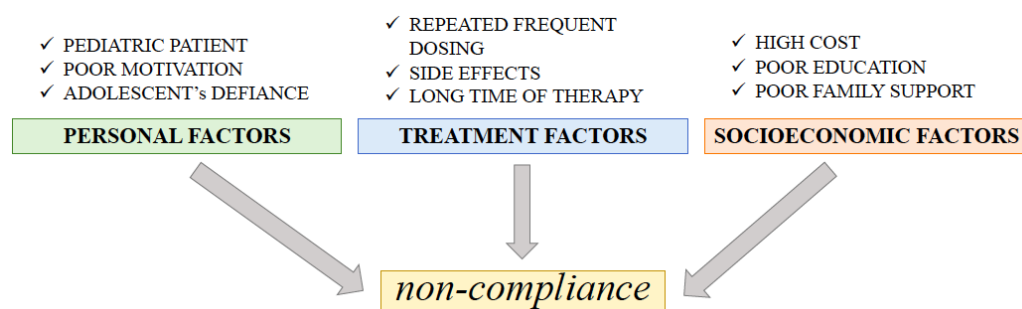 ✓ PEDIATRIC PATIENT
✓ POOR MOTIVATION
✓ ADOLESCENT's DEFIANCE
PERSONAL FACTORS
✓ REPEATED FREQUENT
DOSING
✓ SIDE EFFECTS
✓ LONG TIME OF THERAPY
TREATMENT FACTORS
✓ HIGH COST
✓ POOR EDUCATION
✓ POOR FAMILY SUPPORT
SOCIOECONOMIC FACTORS
non-compliance